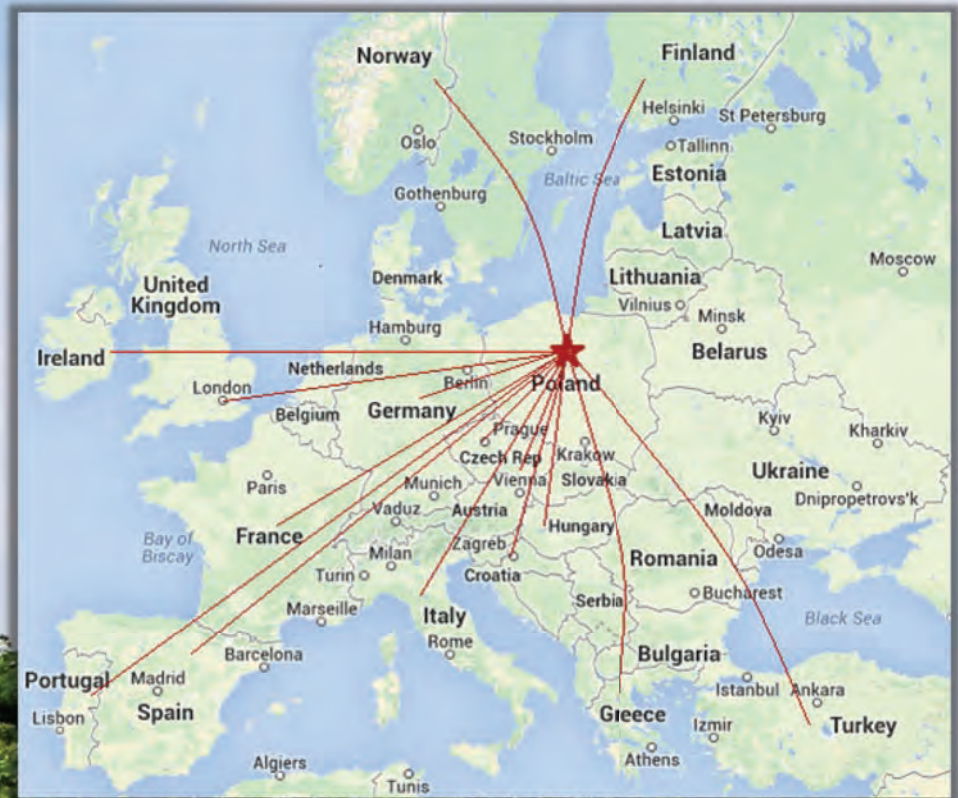 Norway
Finland
Helsinki
St Petersburg
Oslo
Stockholm
Tallinn
Baltic Sea
Estonia
Gothenburg
Latvia
North Sea
Moscow
Denmark
Lithuania
United
Kingdom
Vilnius
Minsk
Hamburg
Ireland
Belarus
Netherlands
Berlin
Poland
London
Belgium
Germany
Kyiv
Kharkiv
Prague
Czech Rep
Krakow
Ukraine
Paris
Munich
Vienna
Slovakia
Dnipropetrovs'k
Vaduz
Austria
Moldova
France
Hungary
Bay of
Biscay
Milan
Zagreb
Odesa
Romania
Turin
Croatia
Bucharest
Marseille
Serbia
Italy
Black Sea
Rome
Barcelona
Bulgaria
Portugal
Madrid
Istanbul
Ankara
Lisbon
Spain
Greece
Izmir
Turkey
Athens
Algiers
Tunis